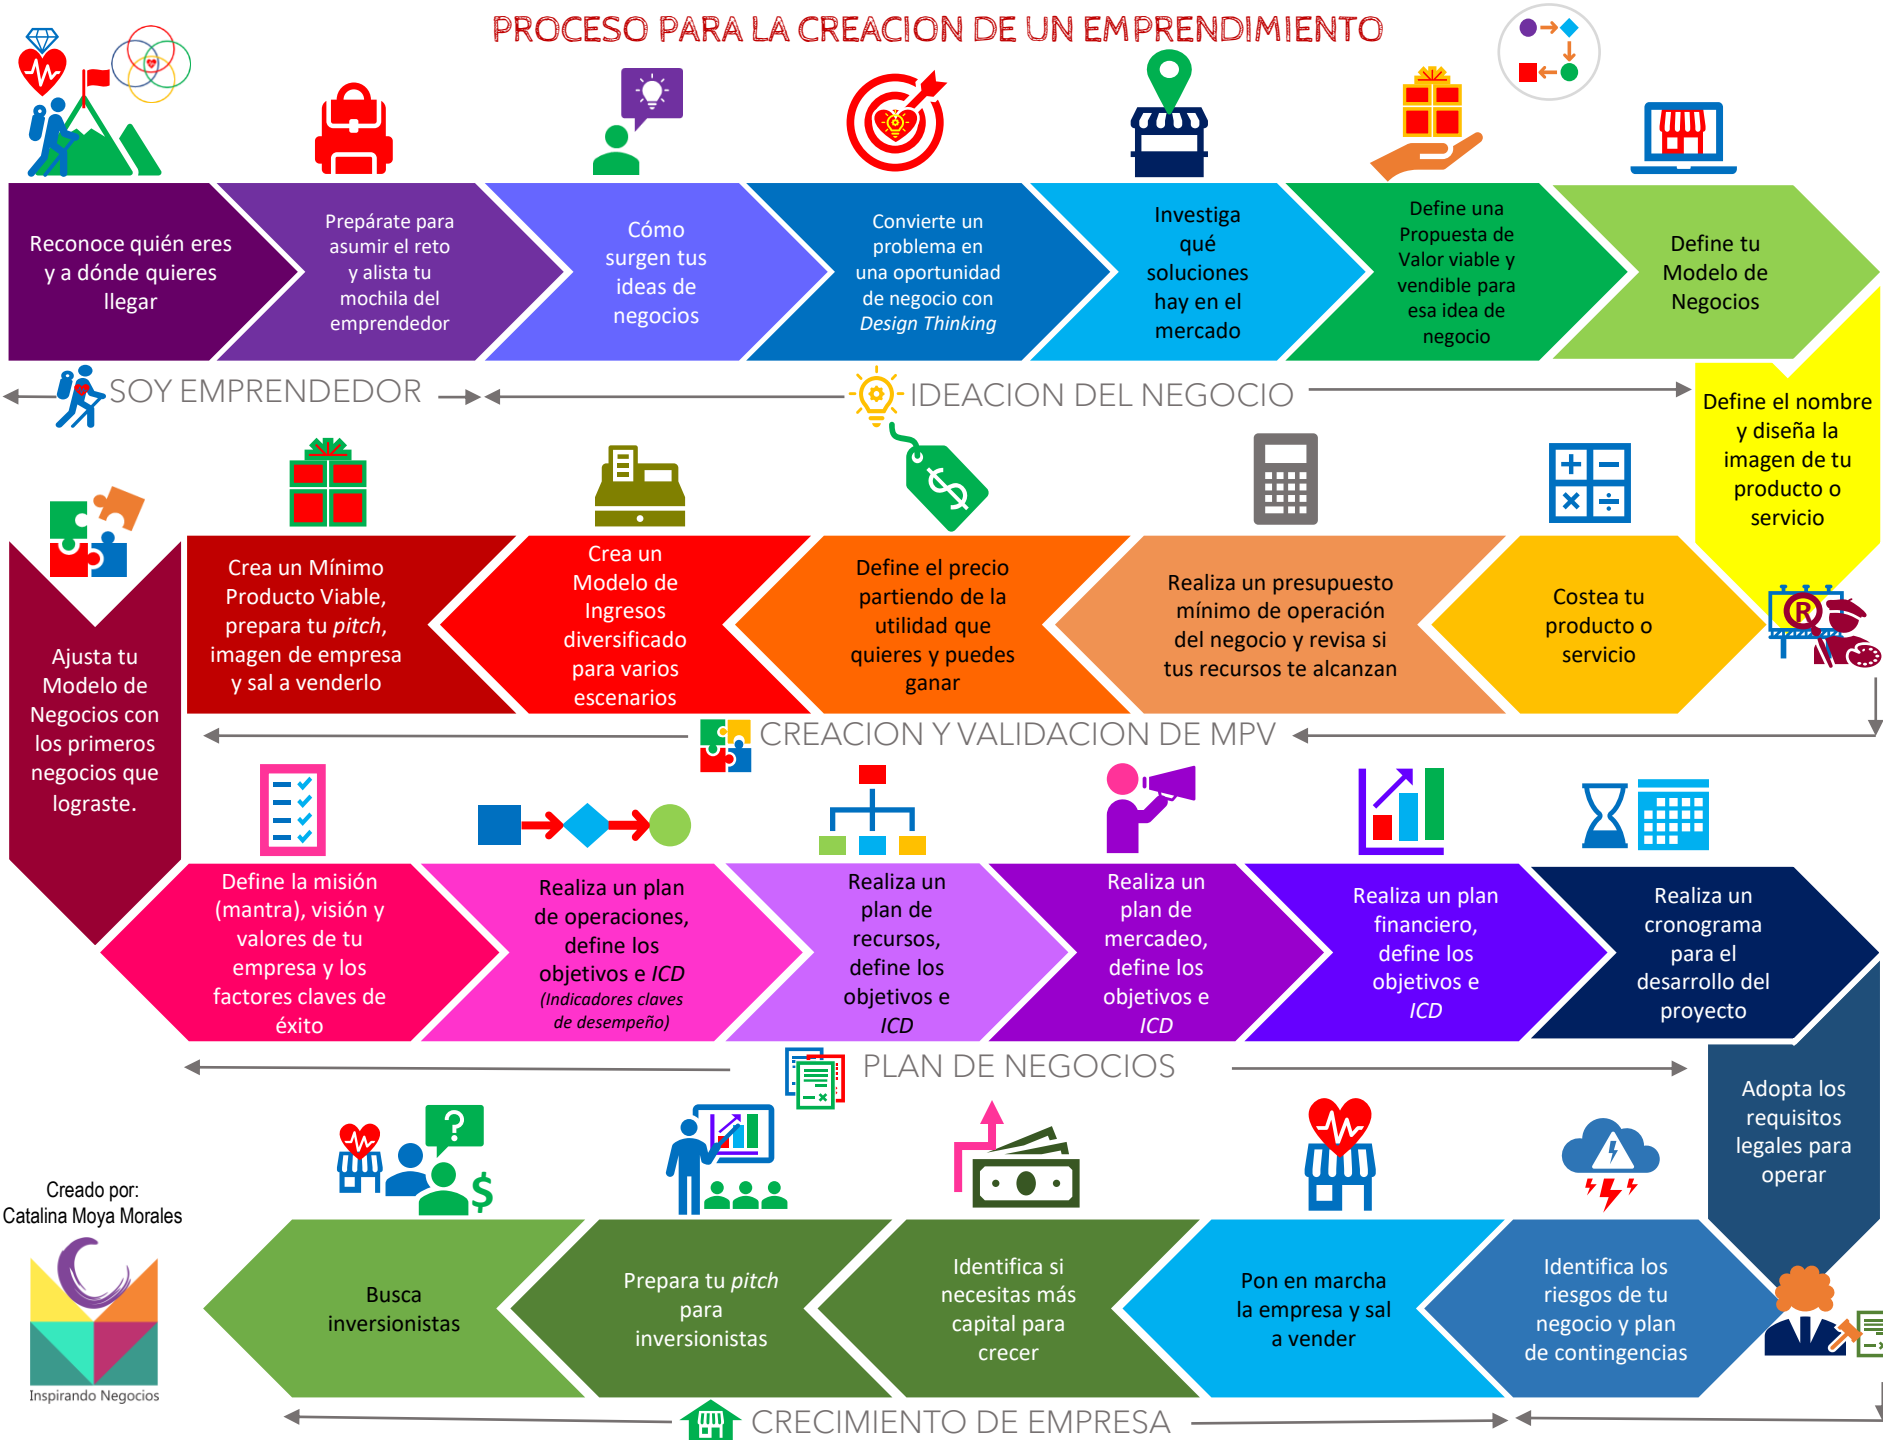 PROCESO PARA LA CREACION DE UN EMPRENDIMIENTO
Reconoce quién eres
y a dónde quieres
llegar
Prepárate para
asumir el reto
y alista tu
mochila del
emprendedor
Cómo
surgen tus
ideas de
negocios
Convierte un
problema en
una oportunidad
de negocio con
Design Thinking
Investiga
qué
soluciones
hay en el
mercado
Define una
Propuesta de
Valor viable y
vendible para
esa idea de
negocio
Define tu
Modelo de
Negocios
SOY EMPRENDEDOR
IDEACION DEL NEGOCIO
Define el nombre
y diseña la
imagen de tu
producto o
servicio
R
Costea tu
producto o
servicio
Realiza un presupuesto
mínimo de operación
del negocio y revisa si
tus recursos te alcanzan
$
Define el precio
partiendo de la
utilidad que
quieres y puedes
ganar
Crea un
Modelo de
Ingresos
diversificado
para varios
escenarios
Crea un Mínimo
Producto Viable,
prepara tu pitch,
imagen de empresa
y sal a venderlo
CREACION Y VALIDACION DE MPV
Ajusta tu
Modelo de
Negocios con
los primeros
negocios que
lograste.
Define la misión
(mantra), visión y
valores de tu
empresa y los
factores claves de
éxito
Realiza un plan
de operaciones,
define los
objetivos e ICD
(Indicadores claves
de desempeño)
Realiza un
plan de
recursos,
define los
objetivos e
ICD
Realiza un
plan de
mercadeo,
define los
objetivos e
ICD
Realiza un plan
financiero,
define los
objetivos e
ICD
Realiza un
cronograma
para el
desarrollo del
proyecto
PLAN DE NEGOCIOS
Adopta los
requisitos
legales para
operar
Identifica los
riesgos de tu
negocio y plan
de contingencias
Pon en marcha
la empresa y sal
a vender
Identifica si
necesitas más
capital para
crecer
Prepara tu pitch
para
inversionistas
?
$
Busca
inversionistas
CRECIMIENTO DE EMPRESA
Creado por:
Catalina Moya Morales
Inspirando Negocios